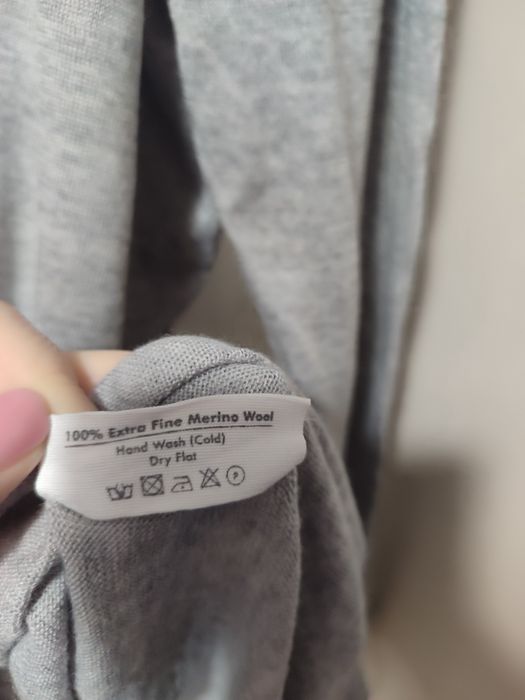 100% Extra Fine Merino Wool
Hand Wash (Cold)
Dry Flat
P